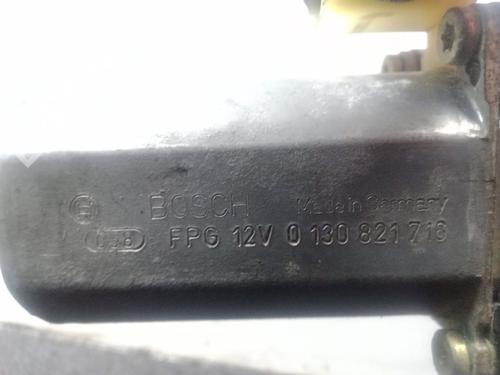 BOSCH Made in Germany
FPG 12V 0 130 821 716